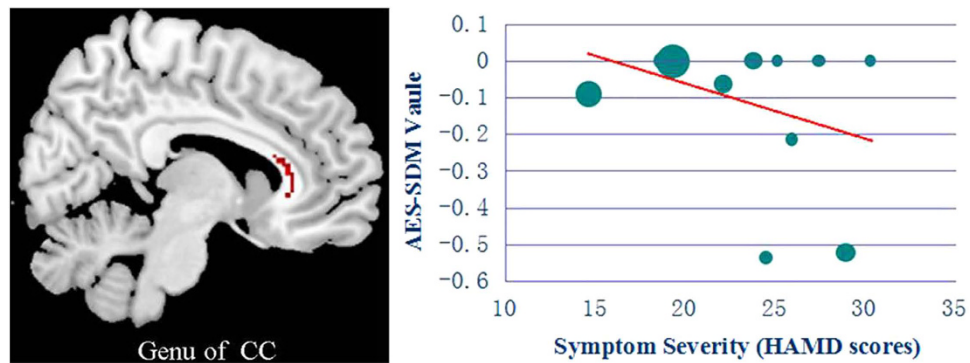 Genu of CC
AES-SDM Vaule
0.1
0
-0.1
-0.2
-0.3
-0.4
-0.5
-0.6
10 15 20 25 30 35
Symptom Severity (HAMD scores)